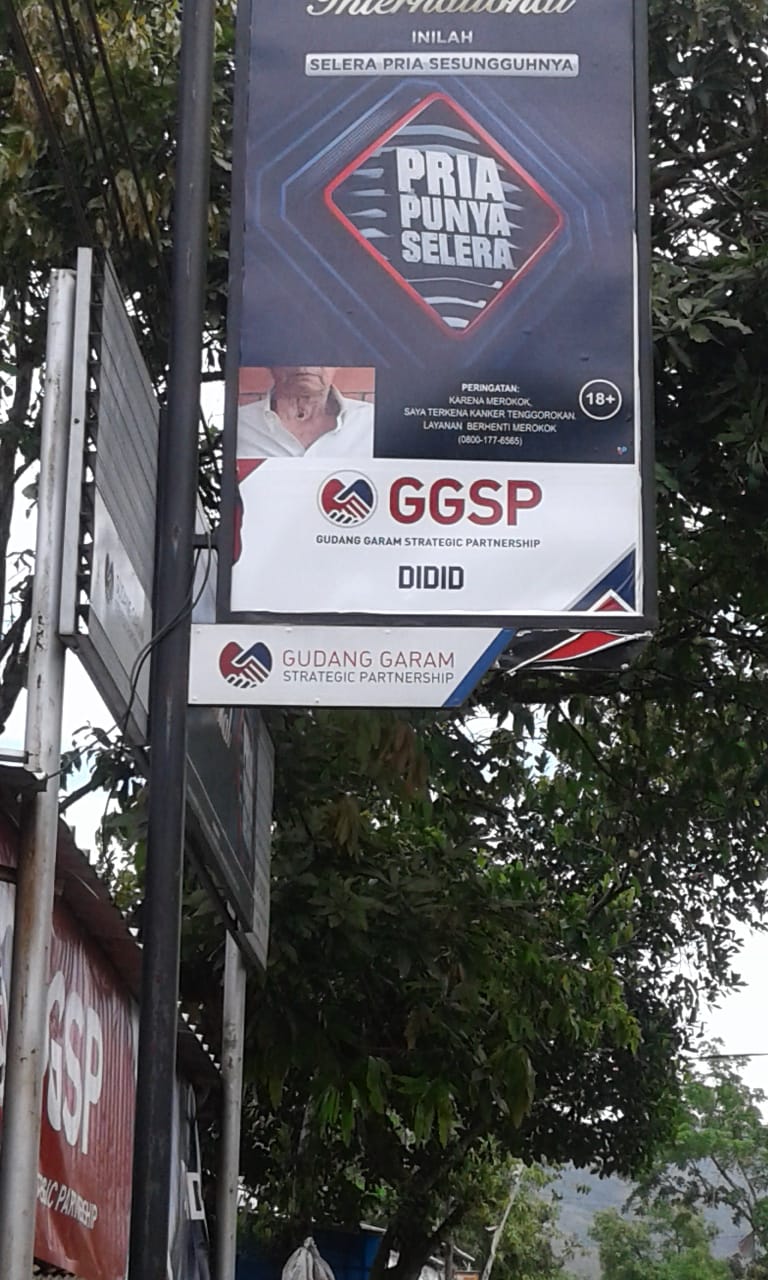 International
INILAH
SELERA PRIA SESUNGGUHNYA
PRIA
PUNYA
SELERA
PERINGATAN:
KARENA MEROKOK,
SAYA TERKENA KANKER TENGGOROKAN.
LAYANAN BERHENTI MEROKOK
(0800-177-6565)
18+
GGSP
GUDANG GARAM STRATEGIC PARTNERSHIP
DIDID
GUDANG GARAM
STRATEGIC PARTNERSHIP
GSP
PARTNERSHIP